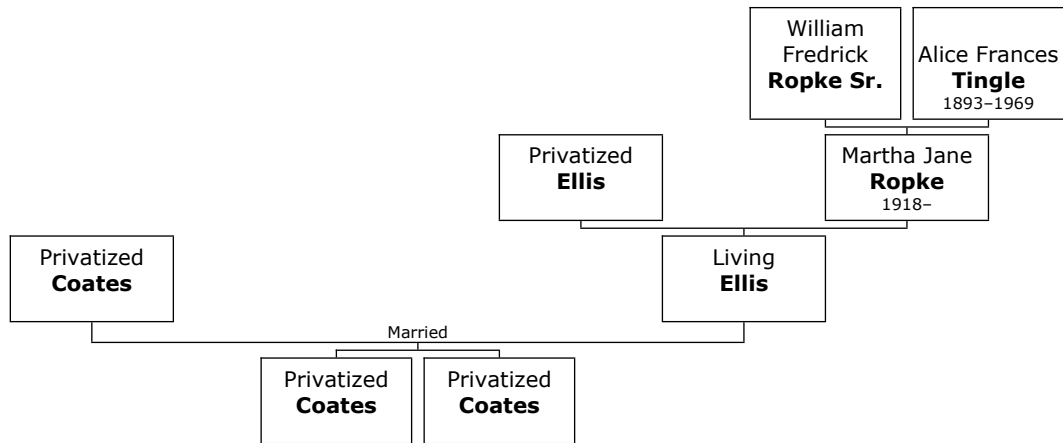 William
Fredrick
Ropke Sr.
Alice Frances
Tingle
1893–1969
Privatized
Ellis
Martha Jane
Ropke
1918–
Privatized
Coates
Living
Ellis
Married
Privatized
Coates
Privatized
Coates